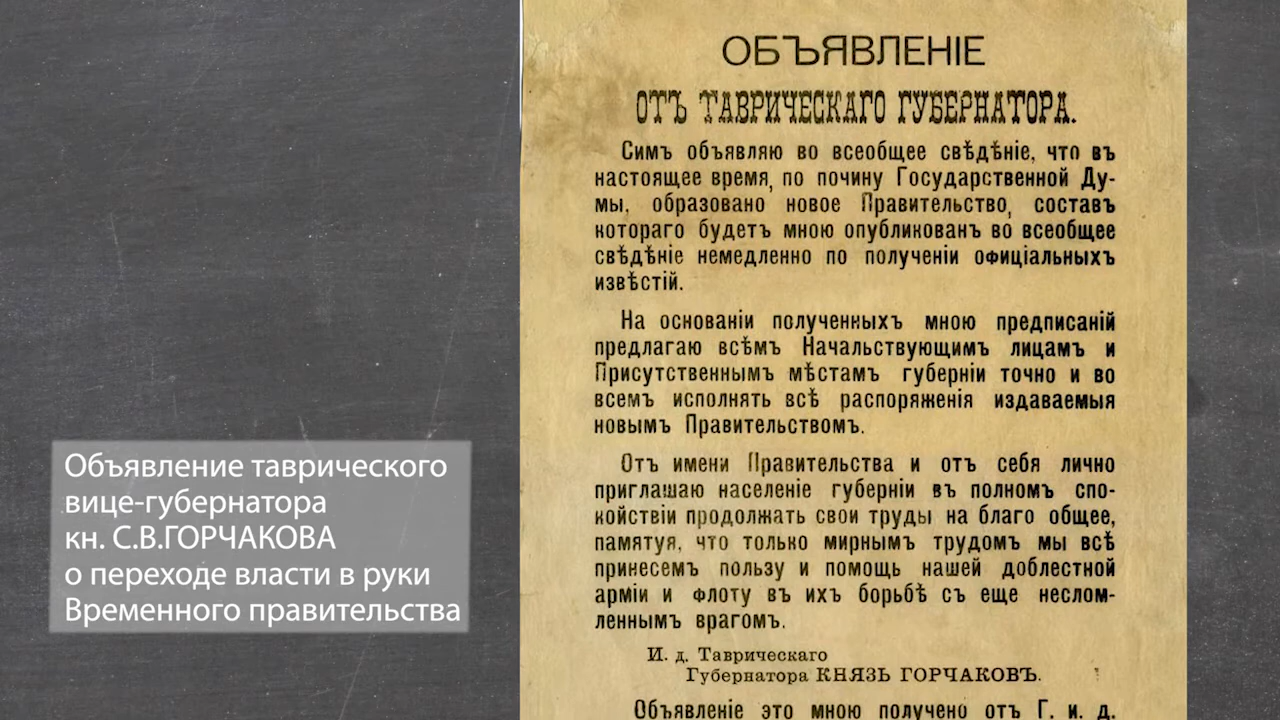 ОБЪЯВЛЕНІЕ
ОТЪ ТАВРИЧЕСКАГО ГУБЕРНАТОРА.
Симъ объявляю во всеобщее свѣдѣніе, что въ
настоящее время, по почину Государственной Ду-
мы, образовано новое Правительство, составъ
котораго будетъ мною опубликованъ во всеобщее
свѣдѣніе немедленно по полученіи офиціальныхъ
извѣстій.
На основаніи полученныхъ мною предписаній
предлагаю всѣмъ Начальствующимъ лицамъ и
Присутственнымъ мѣстамъ губерніи точно и во
всемъ исполнять всѣ распоряженія издаваемыя
новымъ Правительствомъ.
Отъ имени Правительства и отъ себя лично
приглашаю населеніе губерніи въ полномъ спо-
койствіи продолжать свои труды на благо общее,
памятуя, что только мирнымъ трудомъ мы всѣ
принесемъ пользу и помощь нашей доблестной
арміи и флоту въ ихъ борьбѣ съ еще неслом-
леннымъ врагомъ.
И. д. Таврическаго
Губернатора КНЯЗЬ ГОРЧАКОВЪ.
Объявленіе это мною получено отъ Г. и. д.
Объявление таврического
вице-губернатора
кн. С.В.ГОРЧАКОВА
о переходе власти в руки
Временного правительства